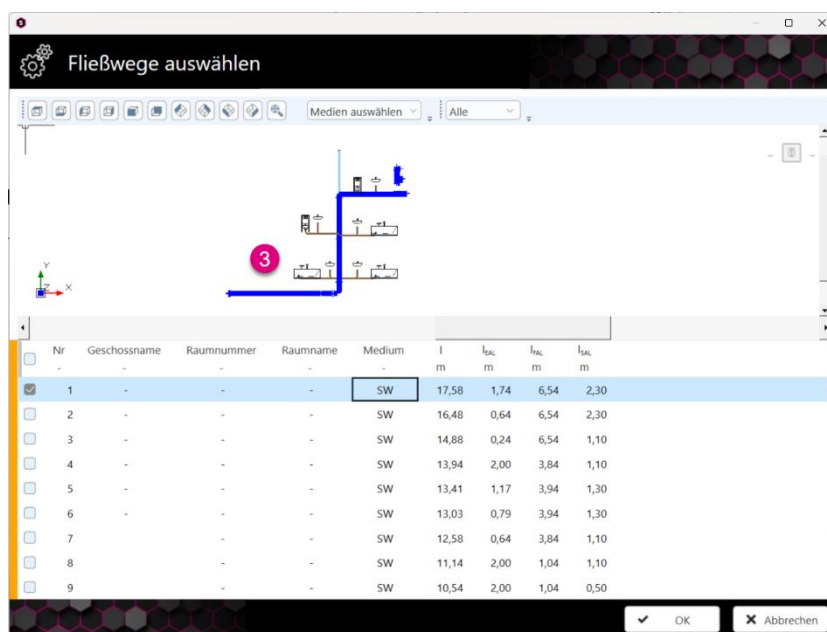 Fließwege auswählen
Medien auswählen Alle
3
Y
Z X
Nr Geschossname Raumnummer Raumname Medium l lEAL lFAL lSAL
- - - - - m m m m
1 - - - SW 17,58 1,74 6,54 2,30
2 - - - SW 16,48 0,64 6,54 2,30
3 - - - SW 14,88 0,24 6,54 1,10
4 - - - SW 13,94 2,00 3,84 1,10
5 - - - SW 13,41 1,17 3,94 1,30
6 - - - SW 13,03 0,79 3,94 1,30
7 - - SW 12,58 0,64 3,84 1,10
8 - - SW 11,14 2,00 1,04 1,10
9 - - SW 10,54 2,00 1,04 0,50
OK Abbrechen